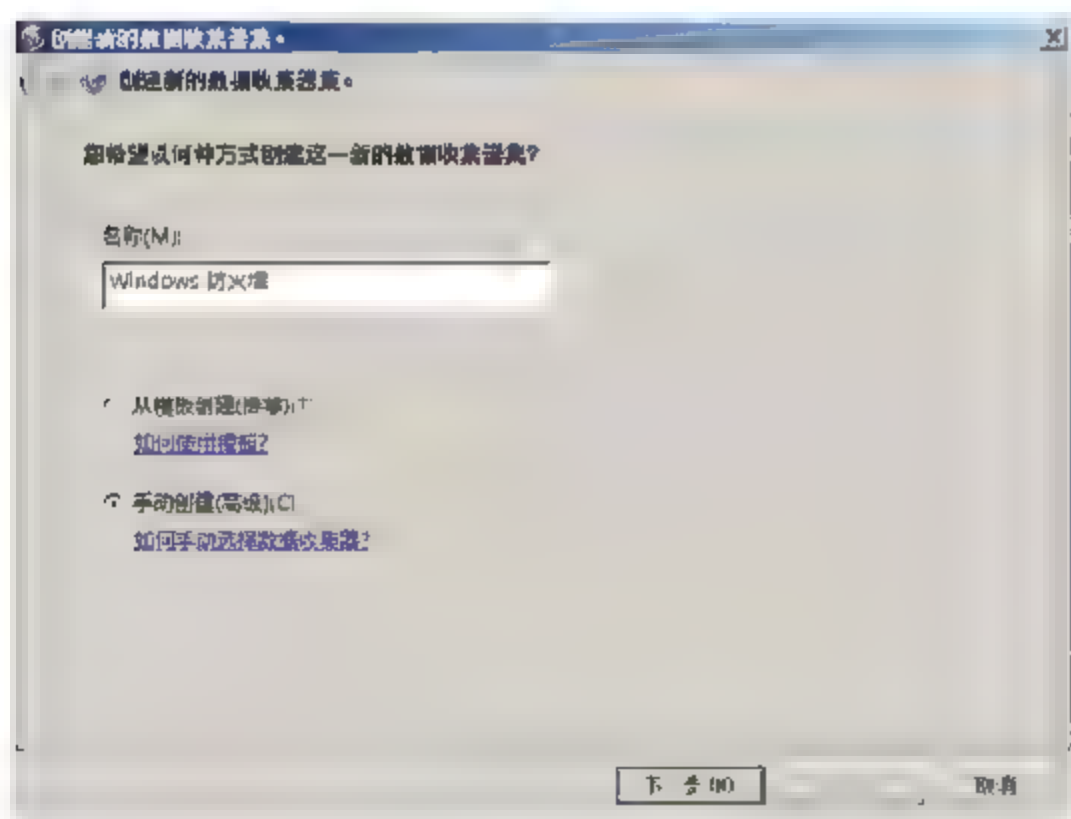 创建新的数据收集器集。
创建新的数据收集器集。
您希望以何种方式创建这一新的数据收集器集?
名称(M):
Windows 防火墙
从模板创建(推荐)(T)
如何使用模板?
手动创建(高级)(C)
如何手动选择数据收集器?
下一步(N)
取消